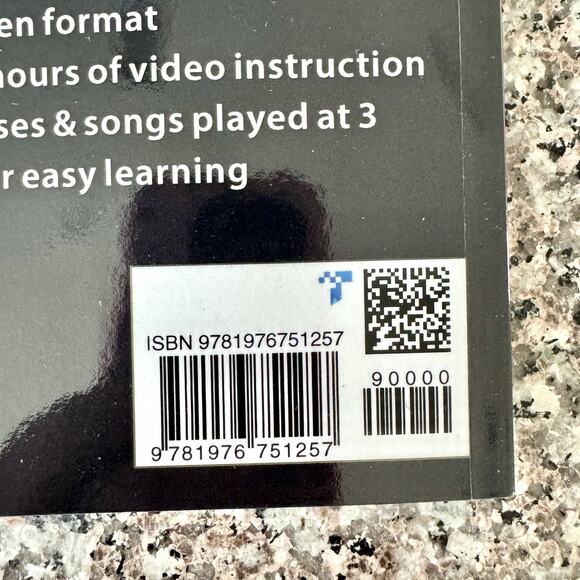 en format
hours of video instruction
ses & songs played at 3
r easy learning
ISBN 9781976751257
90000
9 781976 751257